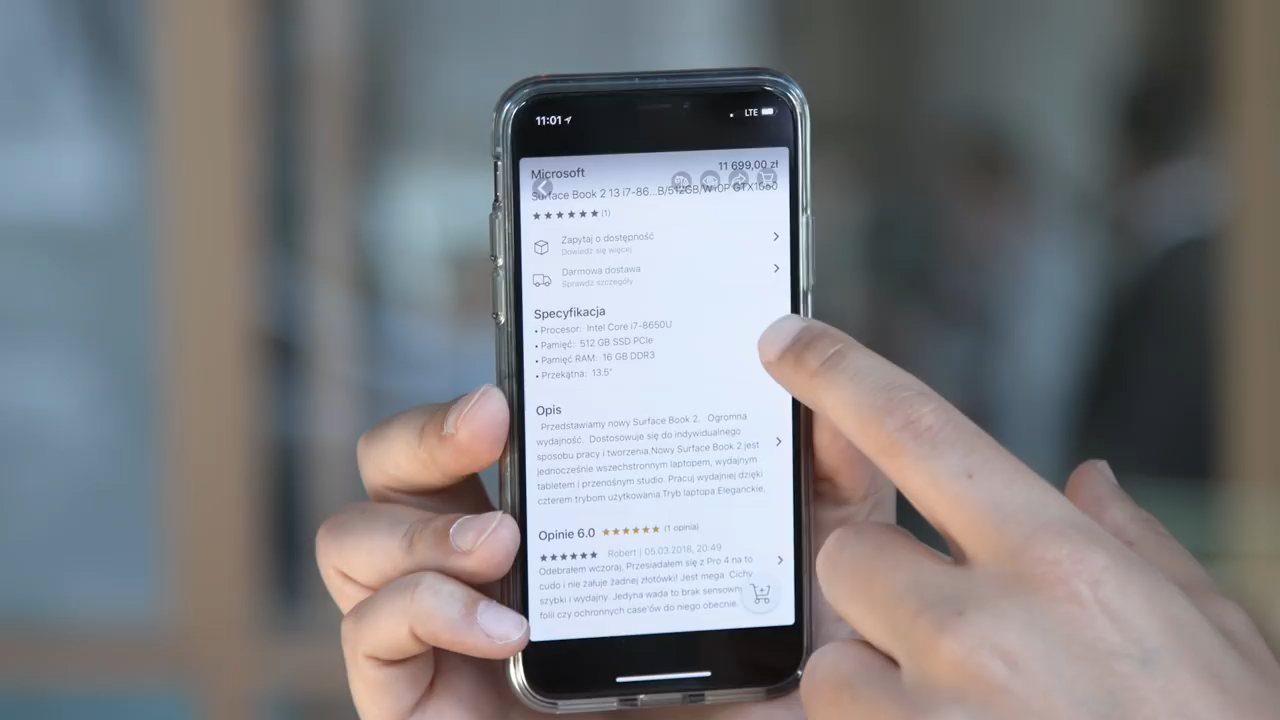 11:01
LTE
Microsoft
11 699,00 zł
Surface Book 2 13 i7-86...B/512GB/W10P GTX1050
(1)
Zapytaj o dostępność
Dowiedz się więcej
Darmowa dostawa
Sprawdź szczegóły
Specyfikacja
• Procesor: Intel Core i7-8650U
• Pamięć: 512 GB SSD PCIe
• Pamięć RAM: 16 GB DDR3
• Przekątna: 13.5"
Opis
Przedstawiamy nowy Surface Book 2. Ogromna
wydajność. Dostosowuje się do indywidualnego
sposobu pracy i tworzenia.Nowy Surface Book 2 jest
jednocześnie wszechstronnym laptopem, wydajnym
tabletem i przenośnym studio. Pracuj wydajniej dzięki
czterem trybom użytkowania.Tryb laptopa.Eleganckie,
Opinie 6.0 (1 opinia)
Robert | 05.03.2018, 20:49
Odebrałem wczoraj, Przesiadałem się z Pro 4 na to
cudo i nie żałuje żadnej złotówki! Jest mega. Cichy
szybki i wydajny. Jedyna wada to brak sensown
folii czy ochronnych case'ów do niego obecnie.